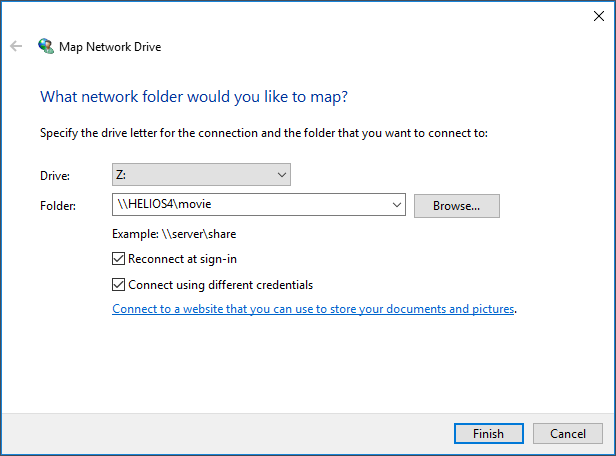 Map Network Drive
What network folder would you like to map?
Specify the drive letter for the connection and the folder that you want to connect to:
Drive: Z:
Folder: \\HELIOS4\movie Browse...
Example: \\server\share
Reconnect at sign-in
Connect using different credentials
Connect to a website that you can use to store your documents and pictures.
Finish Cancel